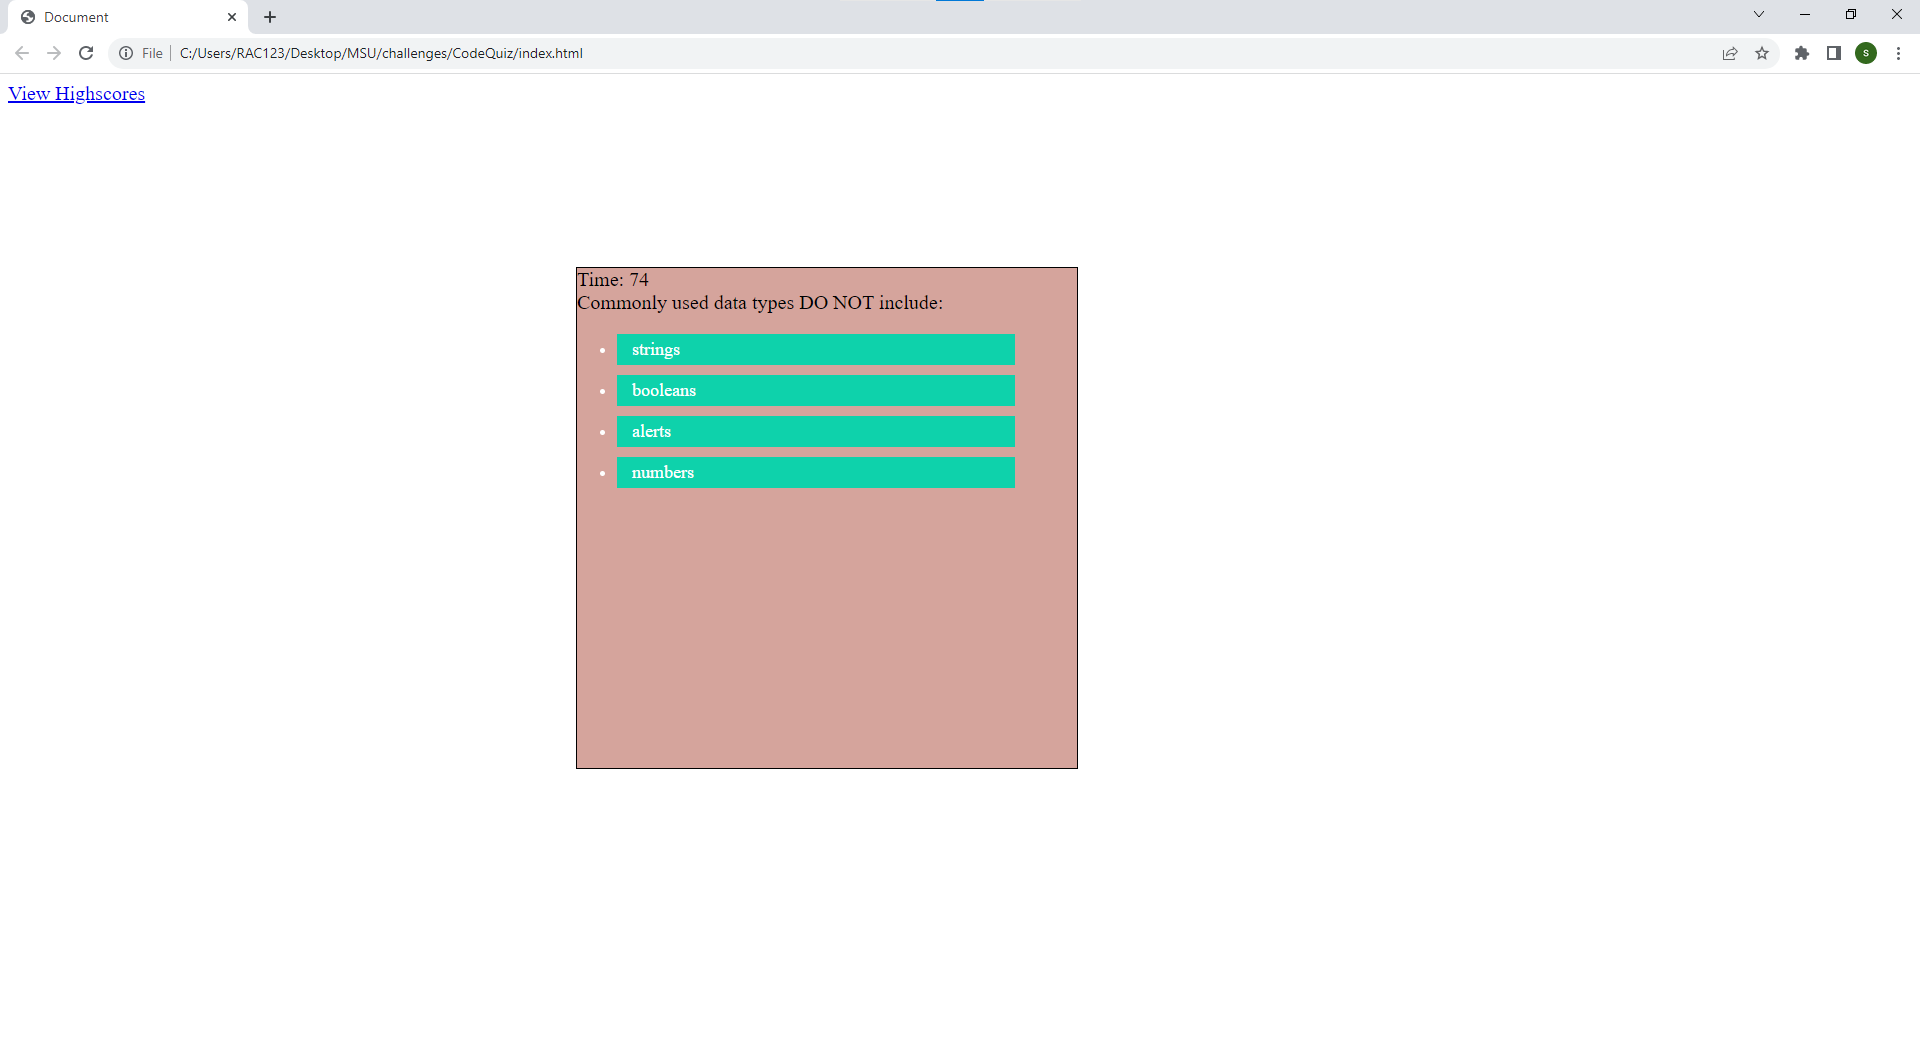 Document
File
C:/Users/RAC123/Desktop/MSU/challenges/CodeQuiz/index.html
S
View Highscores
Time: 74
Commonly used data types DO NOT include:
strings
booleans
alerts
numbers